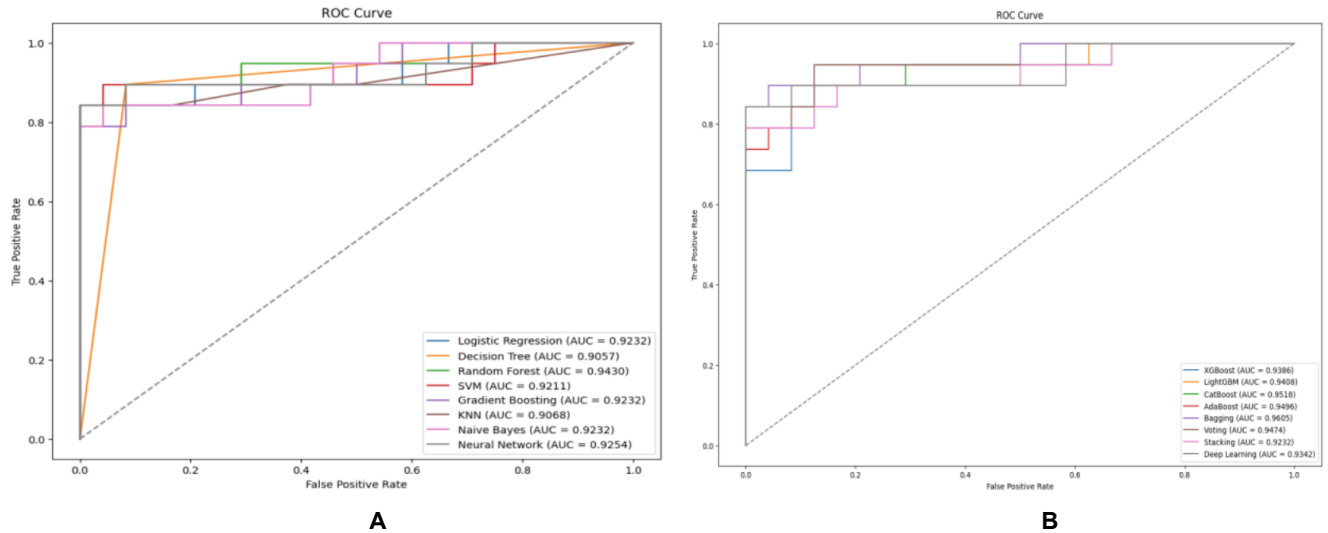 ROC Curve
1.0
0.8
0.6
0.4
0.2
0.0
True Positive Rate
Logistic Regression (AUC = 0.9232)
Decision Tree (AUC = 0.9057)
Random Forest (AUC = 0.9430)
SVM (AUC = 0.9211)
Gradient Boosting (AUC = 0.9232)
KNN (AUC = 0.9068)
Naive Bayes (AUC = 0.9232)
Neural Network (AUC = 0.9254)
0.0 0.2 0.4 0.6 0.8 1.0
False Positive Rate
A
ROC Curve
1.0
0.8
0.6
0.4
0.2
0.0
True Positive Rate
XGBoost (AUC = 0.9386)
LightGBM (AUC = 0.9408)
CatBoost (AUC = 0.9518)
AdaBoost (AUC = 0.9496)
Bagging (AUC = 0.9605)
Voting (AUC = 0.9474)
Stacking (AUC = 0.9232)
Deep Learning (AUC = 0.9342)
0.0 0.2 0.4 0.6 0.8 1.0
False Positive Rate
B